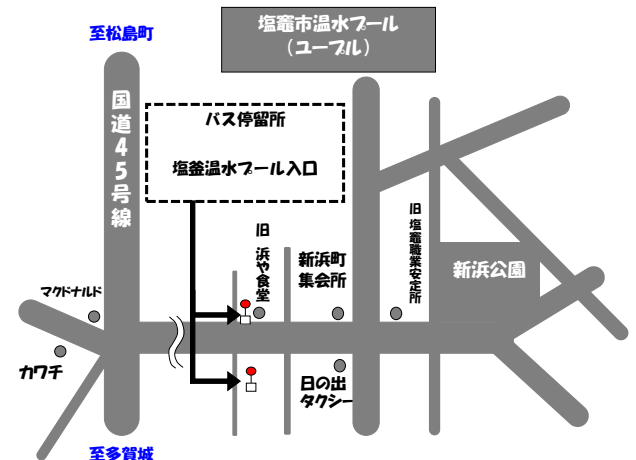 至松島町
塩竈市温水プール
（ユープル）
国道45号線
バス停留所
塩釜温水プール入口
旧 浜や食堂
新浜町
集会所
旧 塩竈職業安定所
新浜公園
マクドナルド
カワチ
日の出
タクシー
至多賀城